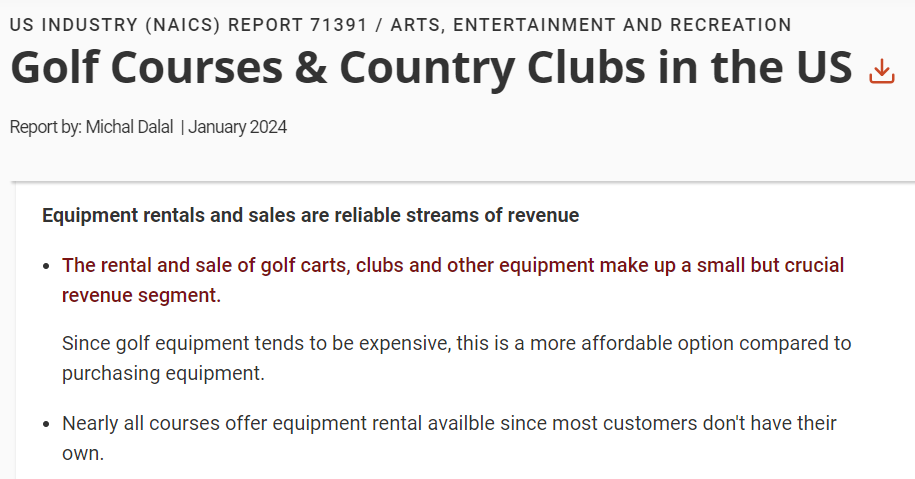 US INDUSTRY (NAICS) REPORT 71391 / ARTS, ENTERTAINMENT AND RECREATION
Golf Courses & Country Clubs in the US
Report by: Michal Dalal | January 2024
Equipment rentals and sales are reliable streams of revenue
• The rental and sale of golf carts, clubs and other equipment make up a small but crucial
revenue segment.
Since golf equipment tends to be expensive, this is a more affordable option compared to
purchasing equipment.
• Nearly all courses offer equipment rental availble since most customers don't have their
own.